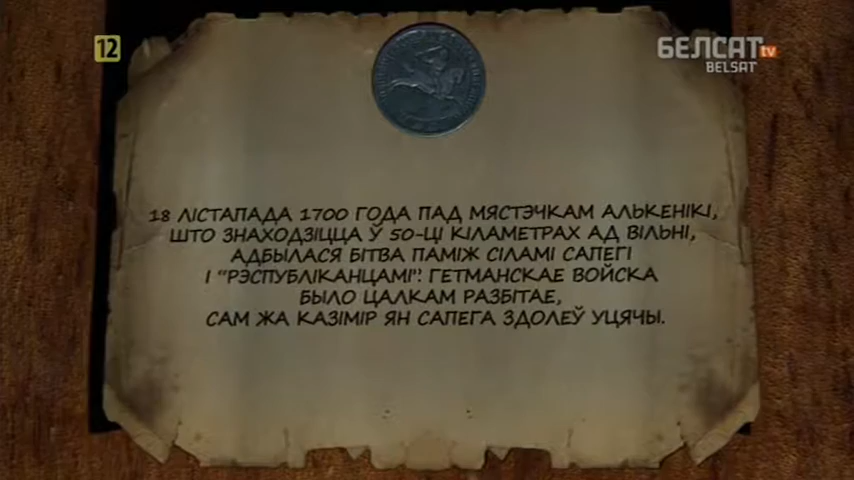 12
БЕЛСАТ tv
BELSAT
18 ЛІСТАПАДА 1700 ГОДА ПАД МЯСТЭЧКАМ АЛЬКЕНІКІ,
ШТО ЗНАХОДЗІЦЦА Ў 50-ЦІ КІЛАМЕТРАХ АД ВІЛЬНІ,
АДБЫЛАСЯ БІТВА ПАМІЖ СІЛАМІ САПЕГІ
І "РЭСПУБЛІКАНЦАМІ". ГЕТМАНСКАЕ ВОЙСКА
БЫЛО ЦАЛКАМ РАЗБІТАЕ,
САМ ЖА КАЗІМІР ЯН САПЕГА ЗДОЛЕЎ УЦЯЧЫ.